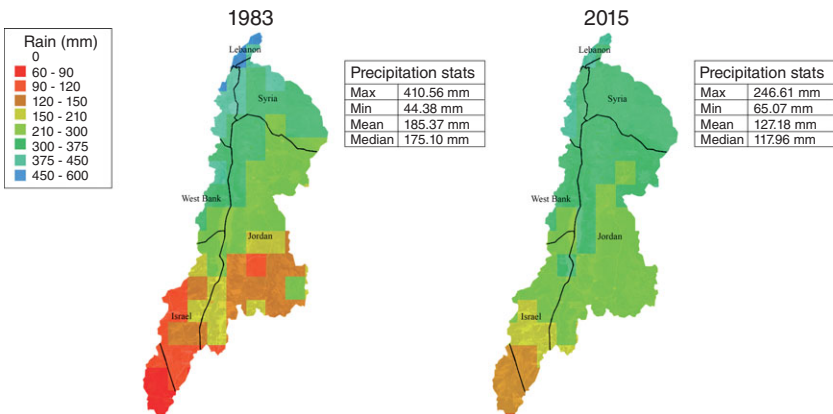 1983
Rain (mm)
0
60 - 90
90 - 120
120 - 150
150 - 210
210 - 300
300 - 375
375 - 450
450 - 600
Lebanon
Syria
West Bank
Jordan
Israel
Precipitation stats
Max 410.56 mm
Min 44.38 mm
Mean 185.37 mm
Median 175.10 mm
2015
Lebanon
Syria
West Bank
Jordan
Israel
Precipitation stats
Max 246.61 mm
Min 65.07 mm
Mean 127.18 mm
Median 117.96 mm